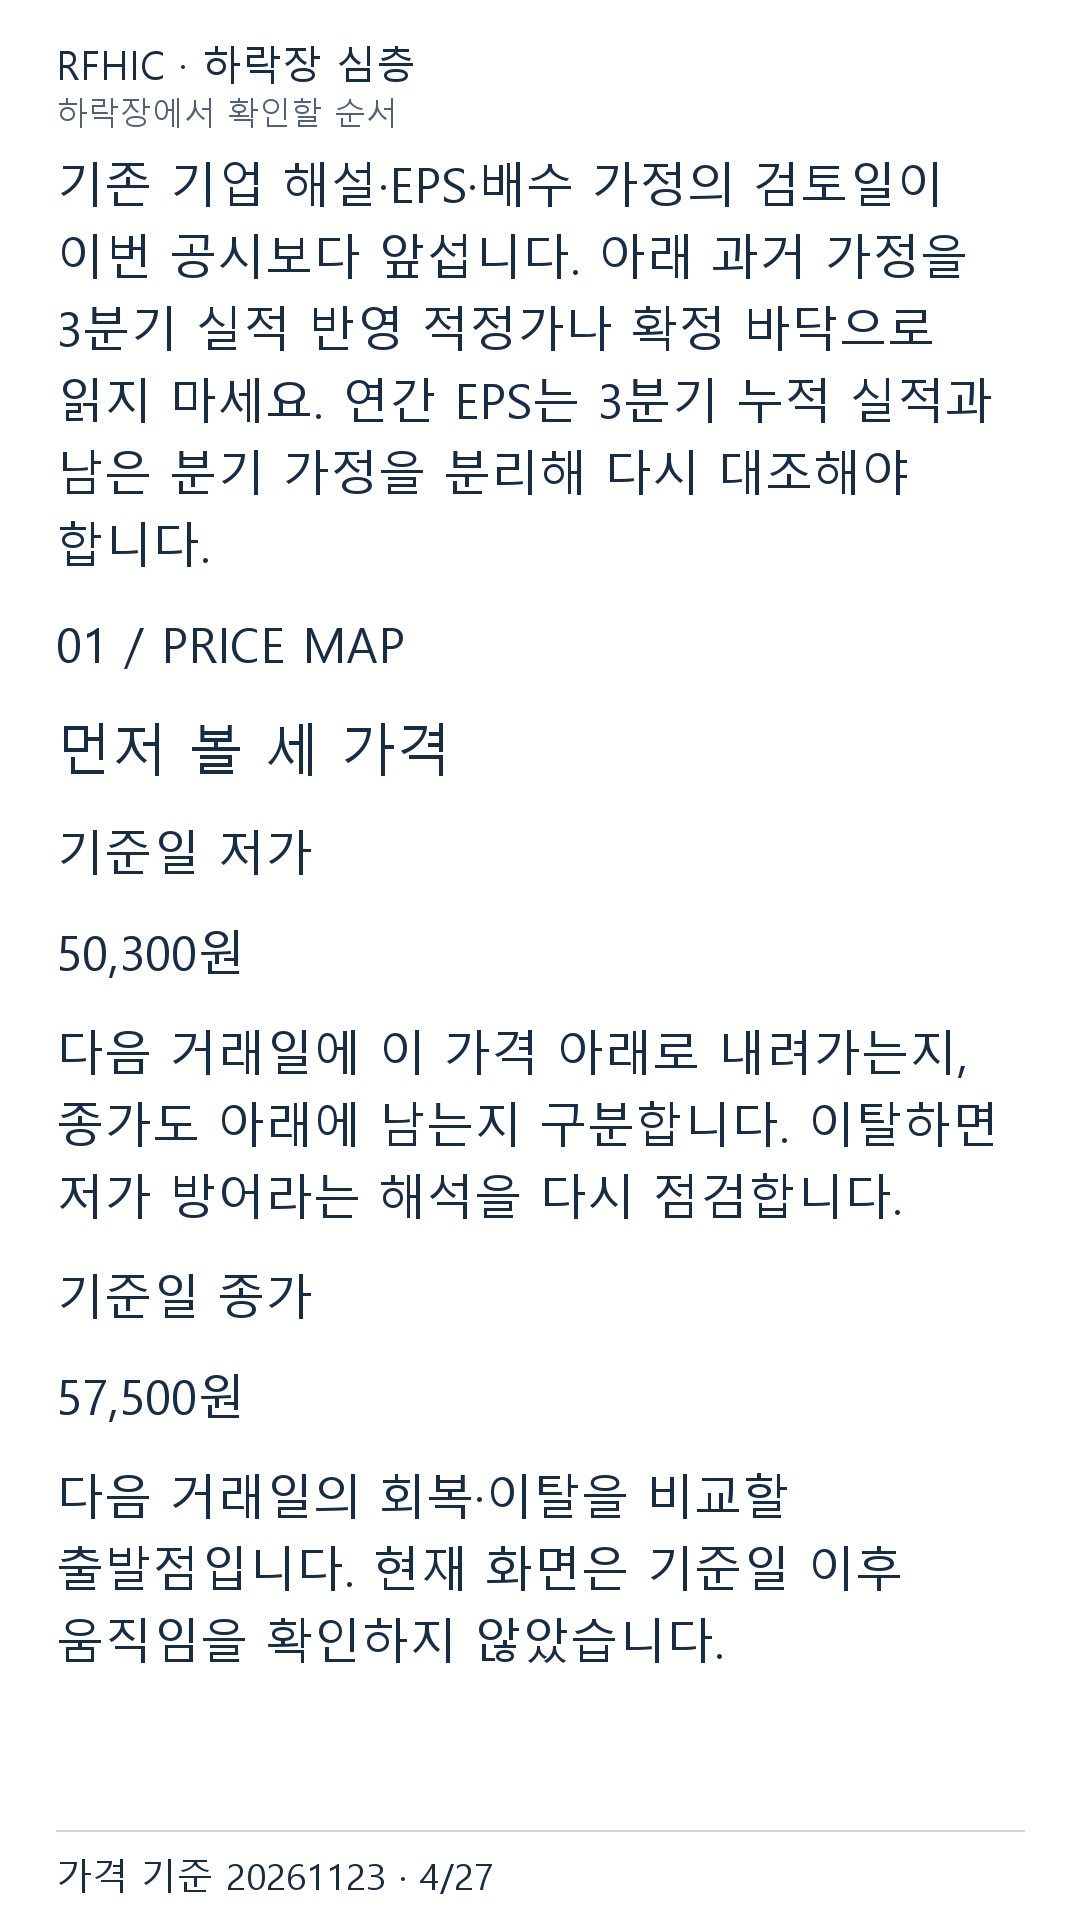 RFHIC · 하락장 심층
하락장에서 확인할 순서
기존 기업 해설·EPS·배수 가정의 검토일이
이번 공시보다 앞섭니다. 아래 과거 가정을
3분기 실적 반영 적정가나 확정 바닥으로
읽지 마세요. 연간 EPS는 3분기 누적 실적과
남은 분기 가정을 분리해 다시 대조해야
합니다.
01 / PRICE MAP
먼저 볼 세 가격
기준일 저가
50,300원
다음 거래일에 이 가격 아래로 내려가는지,
종가도 아래에 남는지 구분합니다. 이탈하면
저가 방어라는 해석을 다시 점검합니다.
기준일 종가
57,500원
다음 거래일의 회복·이탈을 비교할
출발점입니다. 현재 화면은 기준일 이후
움직임을 확인하지 않았습니다.
가격 기준 20261123 · 4/27